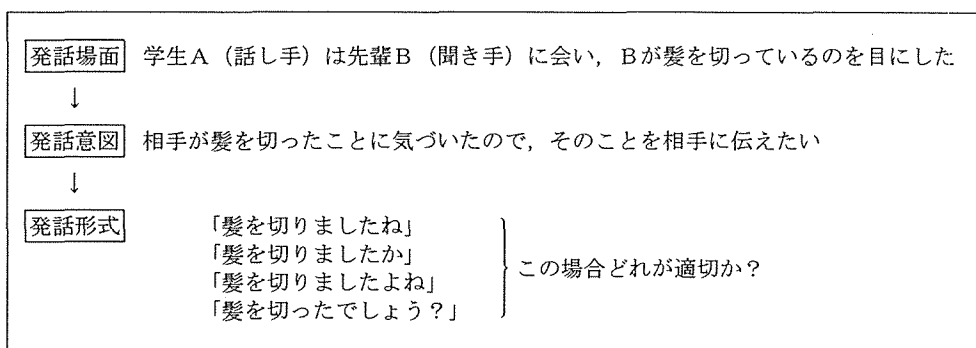 発話場面 学生A（話し手）は先輩B（聞き手）に会い，Bが髪を切っているのを目にした
↓
発話意図 相手が髪を切ったことに気づいたので，そのことを相手に伝えたい
↓
発話形式 「髪を切りましたね」
「髪を切りましたか」
「髪を切りましたよね」
「髪を切ったでしょう？」
この場合どれが適切か？